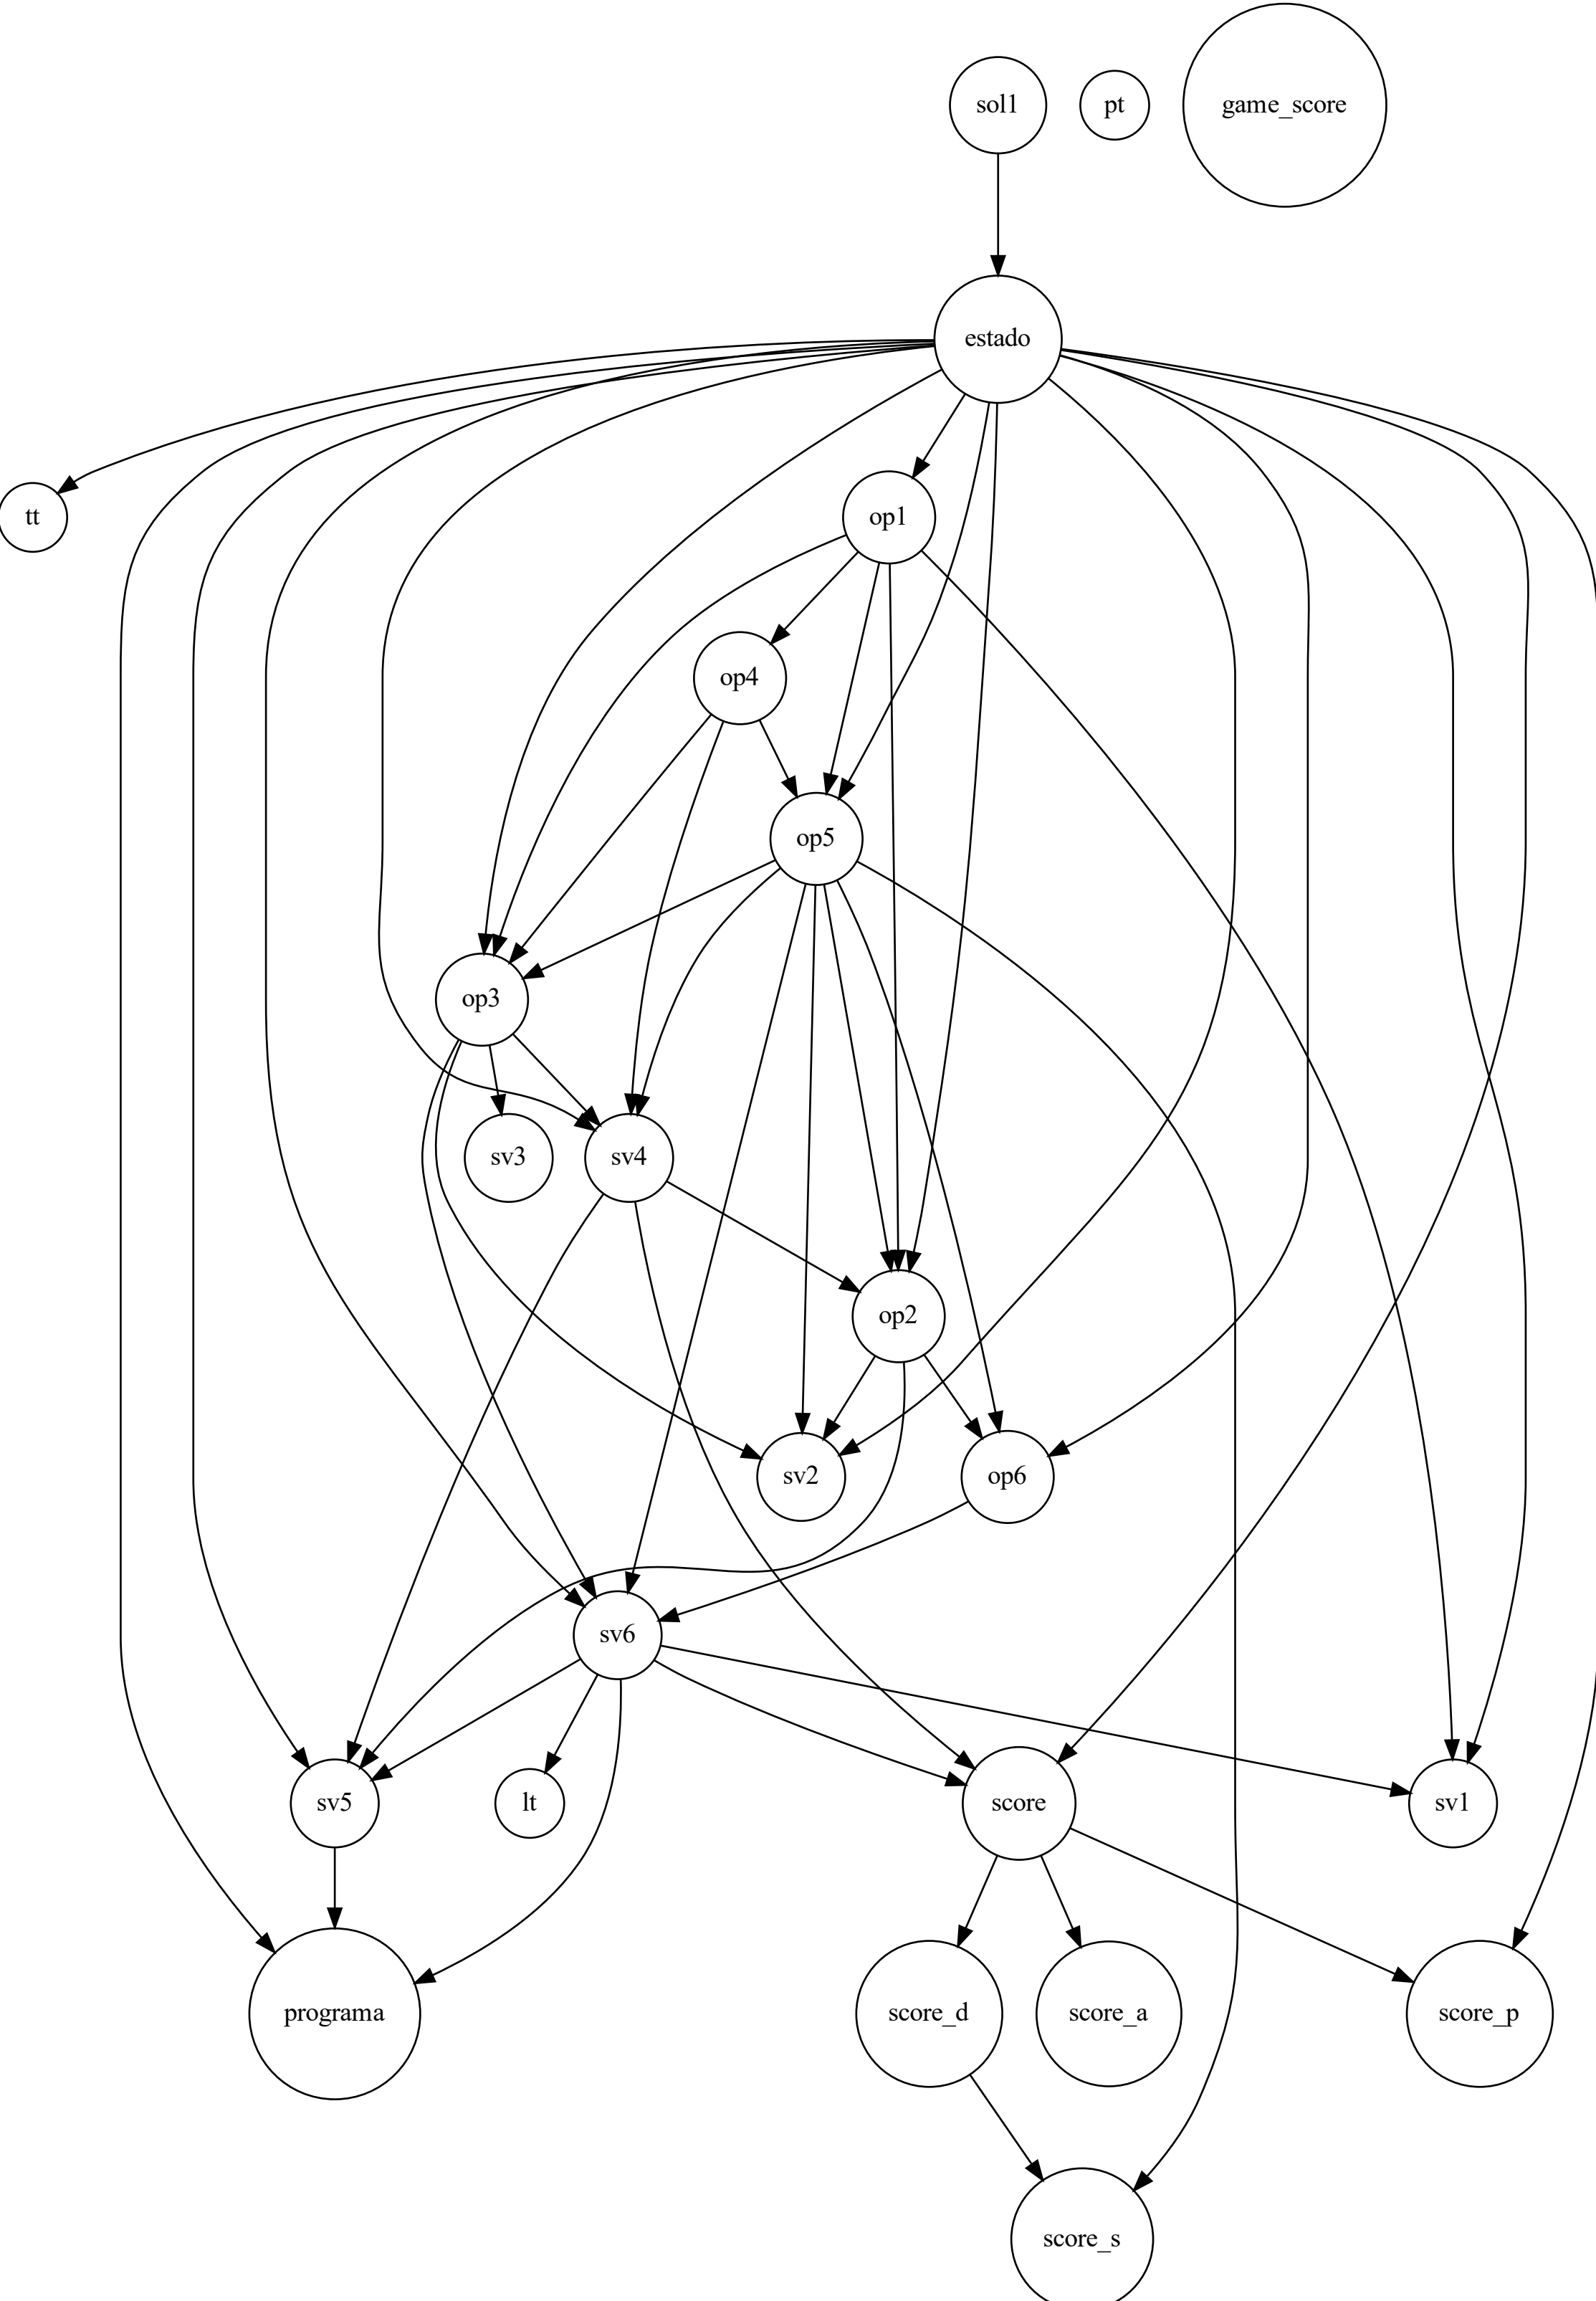 sol1
pt
game_score
estado
tt
op1
op4
op5
op3
sv3
sv4
op2
sv2
op6
sv6
sv5
lt
score
sv1
programa
score_d
score_a
score_p
score_s